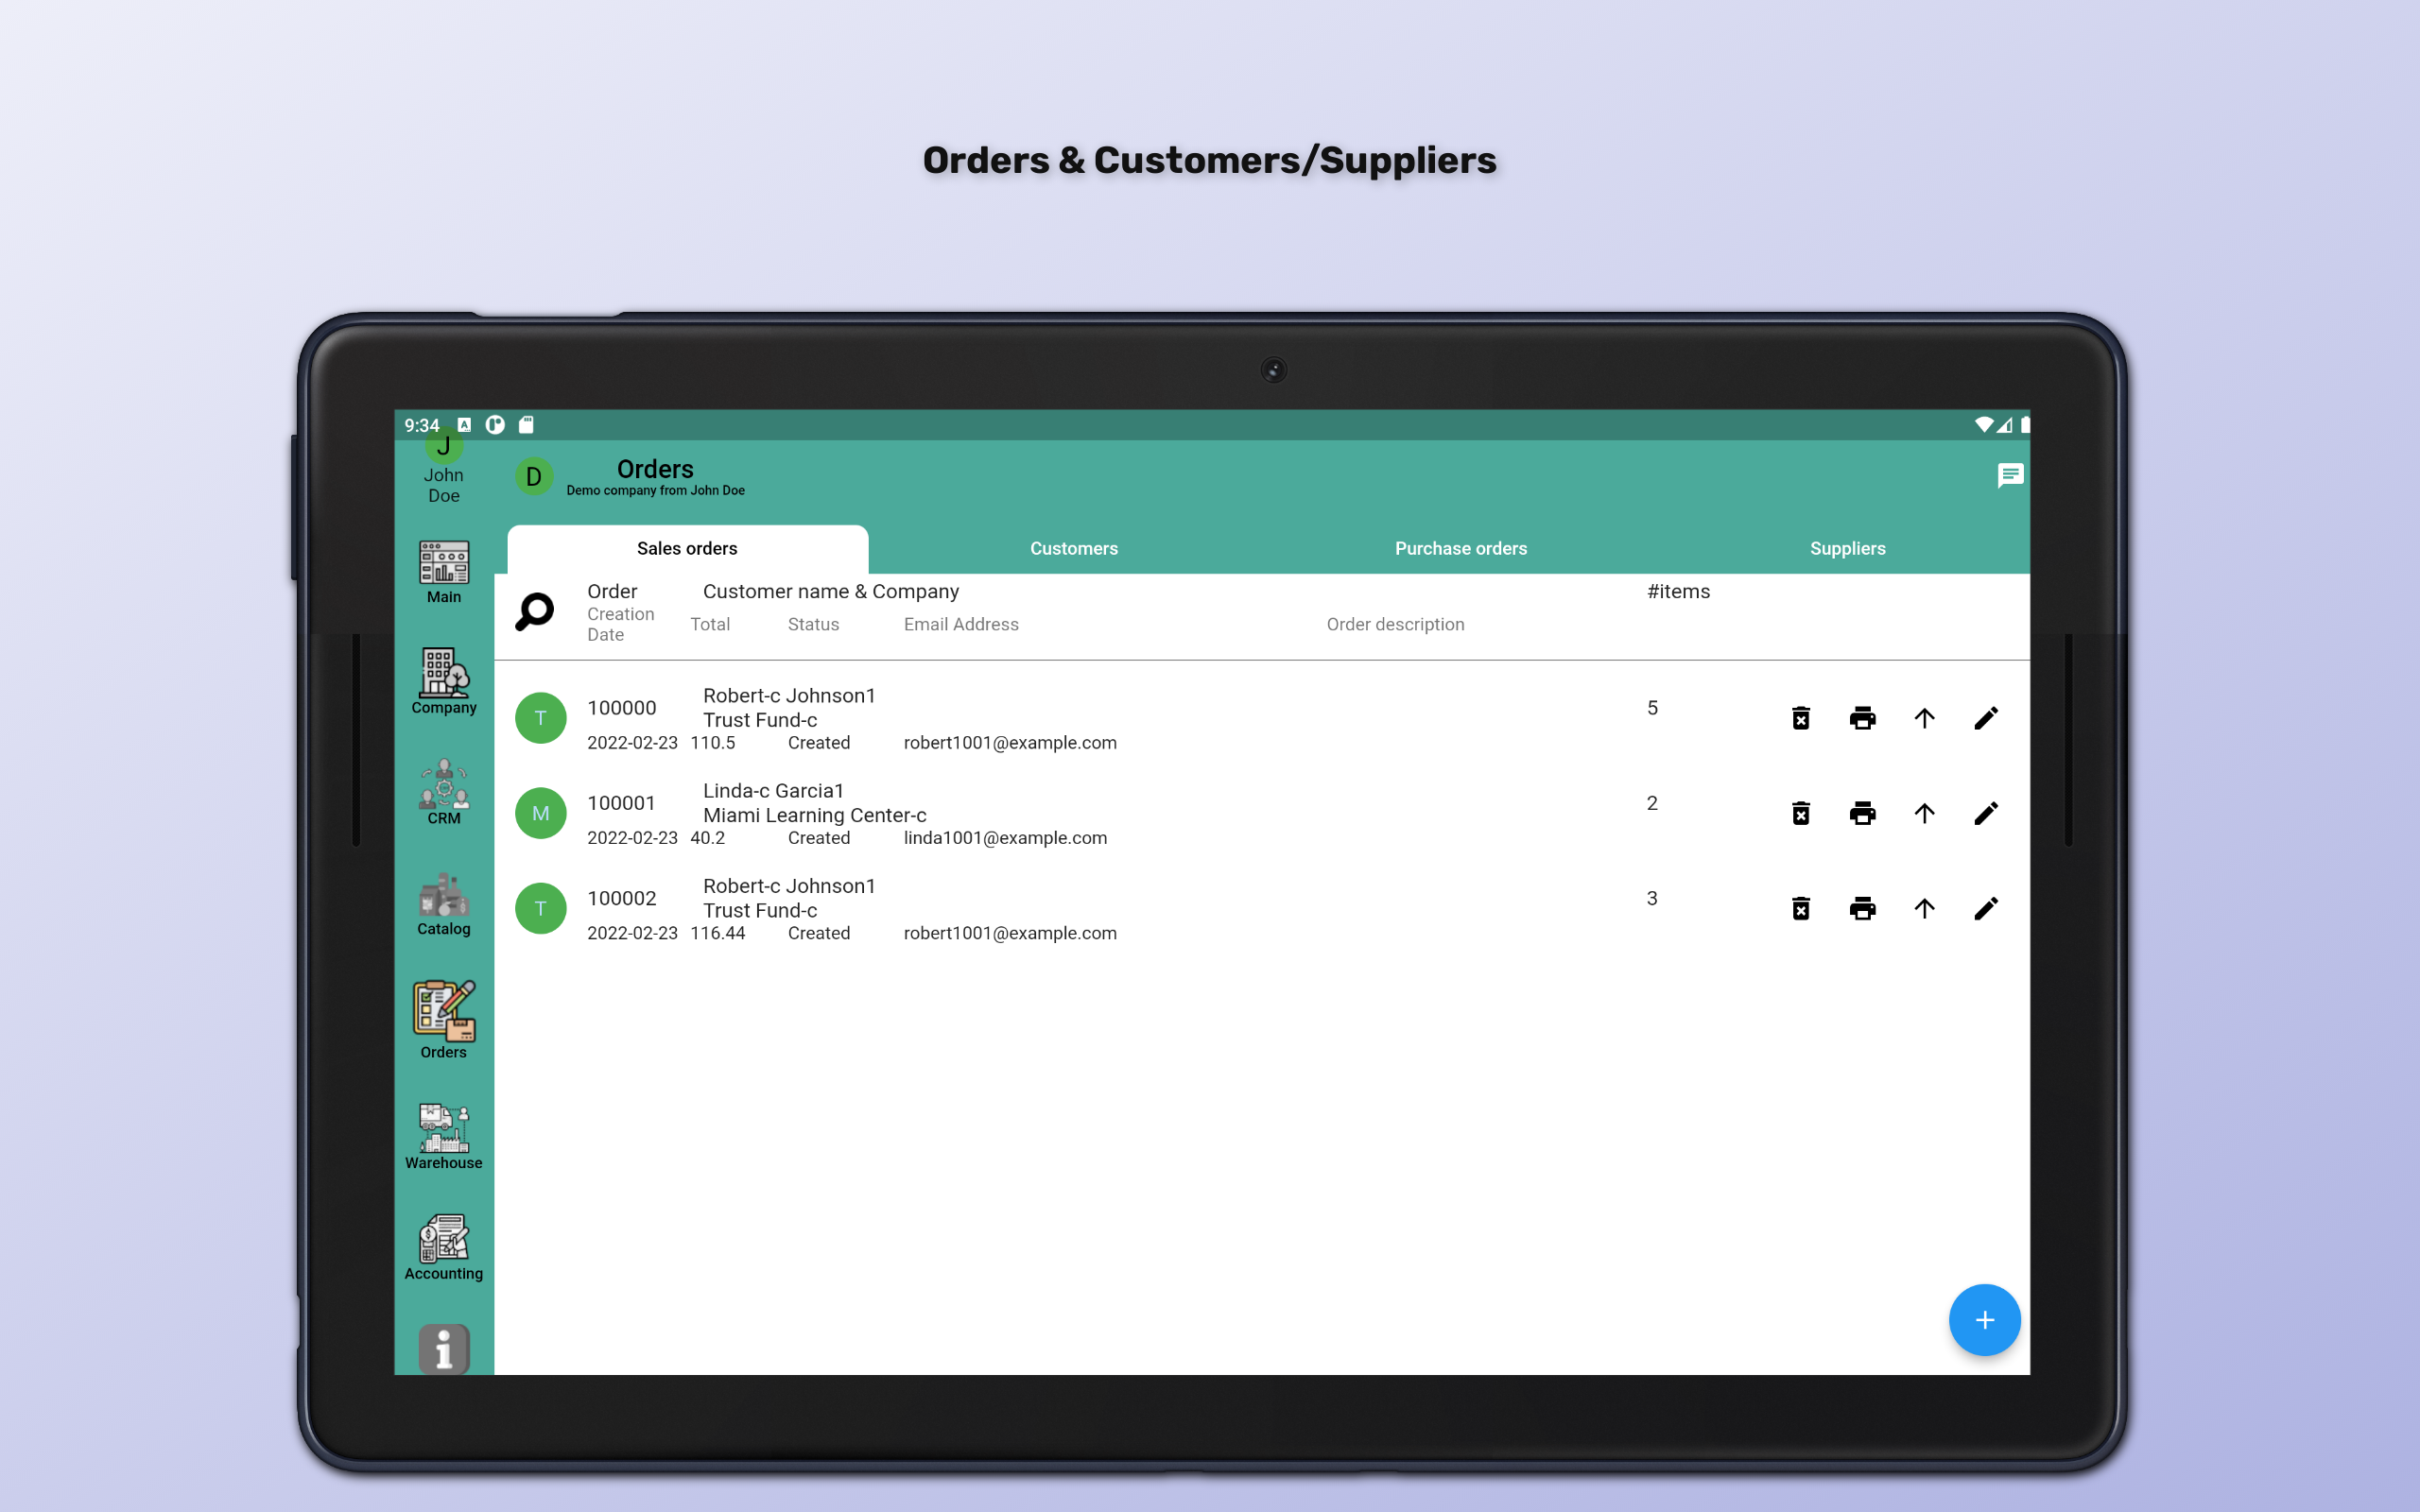 Orders & Customers/Suppliers
9:34
J
John
Doe
D
Orders
Demo company from John Doe
Sales orders
Customers
Purchase orders
Suppliers
Main
Company
CRM
Catalog
Orders
Warehouse
Accounting
Order
Customer name & Company
#items
Creation
Date
Total
Status
Email Address
Order description
T
100000
Robert-c Johnson1
Trust Fund-c
5
2022-02-23 110.5 Created robert1001@example.com
M
100001
Linda-c Garcia1
Miami Learning Center-c
2
2022-02-23 40.2 Created linda1001@example.com
T
100002
Robert-c Johnson1
Trust Fund-c
3
2022-02-23 116.44 Created robert1001@example.com